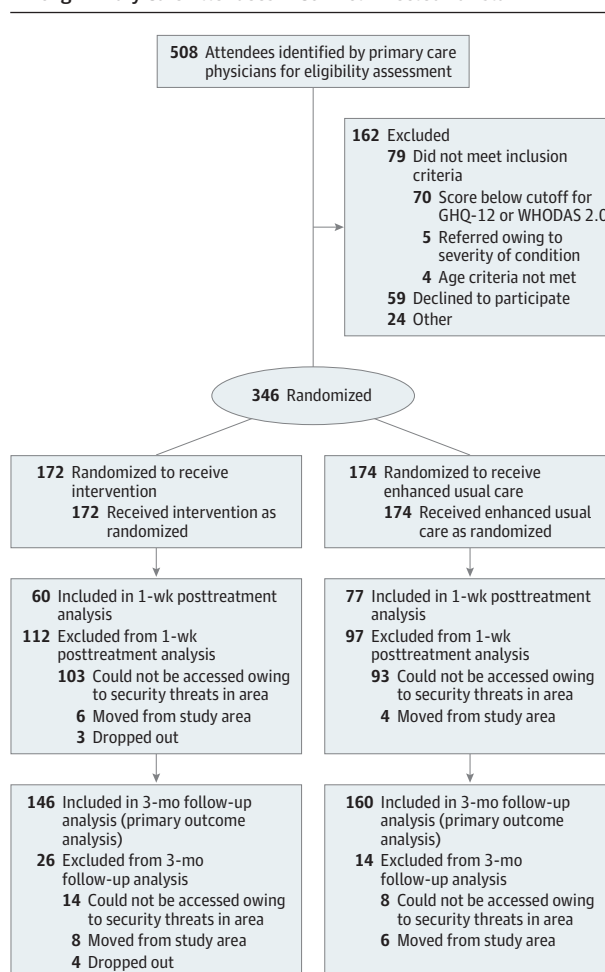 508 Attendees identified by primary care
physicians for eligibility assessment
162 Excluded
79 Did not meet inclusion
criteria
70 Score below cutoff for
GHQ-12 or WHODAS 2.0
5 Referred owing to
severity of condition
4 Age criteria not met
59 Declined to participate
24 Other
346 Randomized
172 Randomized to receive
intervention
172 Received intervention as
randomized
174 Randomized to receive
enhanced usual care
174 Received enhanced usual
care as randomized
60 Included in 1-wk posttreatment
analysis
112 Excluded from 1-wk
posttreatment analysis
103 Could not be accessed owing
to security threats in area
6 Moved from study area
3 Dropped out
77 Included in 1-wk posttreatment
analysis
97 Excluded from 1-wk
posttreatment analysis
93 Could not be accessed owing
to security threats in area
4 Moved from study area
146 Included in 3-mo follow-up
analysis (primary outcome
analysis)
26 Excluded from 3-mo
follow-up analysis
14 Could not be accessed owing
to security threats in area
8 Moved from study area
4 Dropped out
160 Included in 3-mo follow-up
analysis (primary outcome
analysis)
14 Excluded from 3-mo
follow-up analysis
8 Could not be accessed owing
to security threats in area
6 Moved from study area